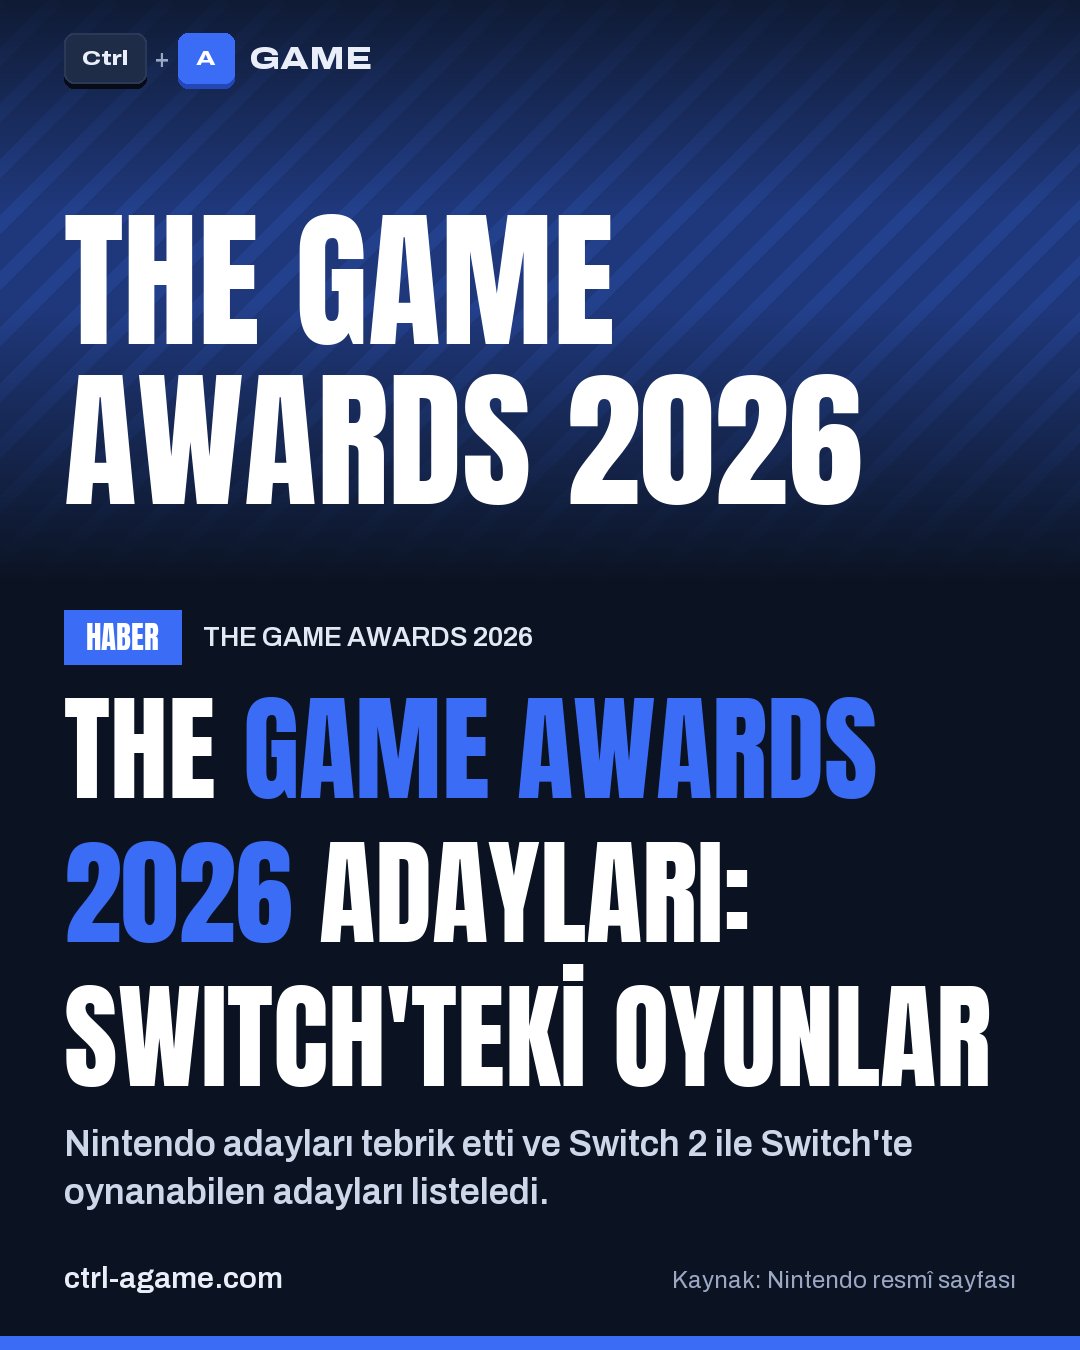 Ctrl + A GAME
THE GAME
AWARDS 2026
HABER THE GAME AWARDS 2026
THE GAME AWARDS
2026 ADAYLARI:
SWITCH'TEKİ OYUNLAR
Nintendo adayları tebrik etti ve Switch 2 ile Switch'te
oynanabilen adayları listeledi.
ctrl-agame.com Kaynak: Nintendo resmî sayfası